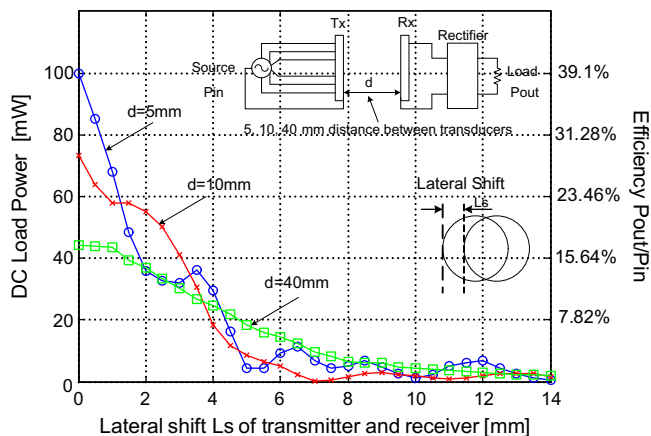 Tx
Rx
Rectifier
Source
Pin
d
Load
Pout
5, 10, 40 mm distance between transducers
d=5mm
d=10mm
d=40mm
Lateral Shift
Ls
DC Load Power [mW]
100
80
60
40
20
0
Efficiency Pout/Pin
39.1%
31.28%
23.46%
15.64%
7.82%
0 2 4 6 8 10 12 14
Lateral shift Ls of transmitter and receiver [mm]